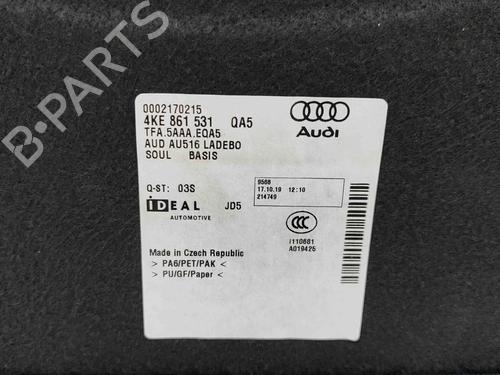 B-PARTS
0002170215
4KE 861 531 QA5
TFA.5AAA.EQA5
AUD AU516 LADEBO
SOUL BASIS
Audi
Q-ST: 03S
IDEAL JD5
AUTOMOTIVE
9568
17.10.19 12:10
214749
CCC
I110681
A019425
Made in Czech Republic
> PA6/PET/PAK <
> PU/GF/Paper <
B-PARTS